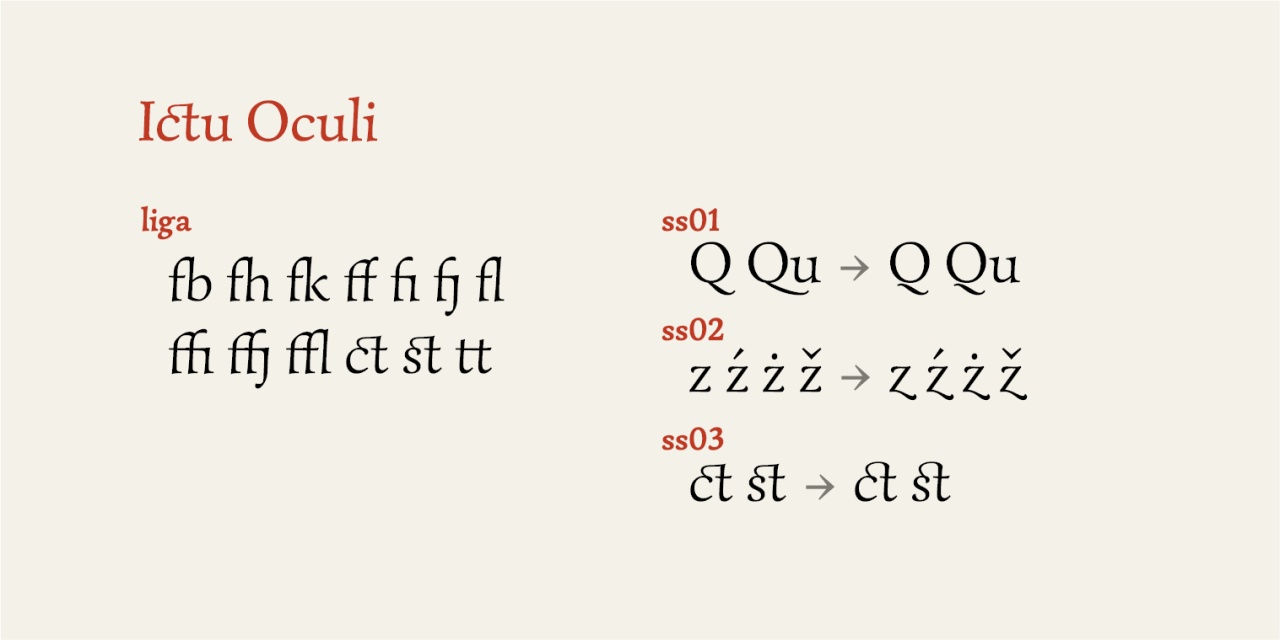 Ictu Oculi
liga
fb fh fk ff fi fj fl
ffi ffj ffl ct st tt
ss01
Q Qu → Q Qu
ss02
z ź ż ž → z ź ż ž
ss03
ct st → ct st